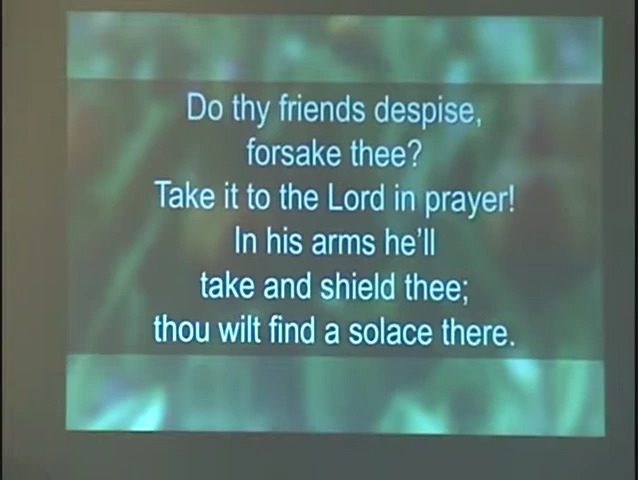 Do thy friends despise,
forsake thee?
Take it to the Lord in prayer!
In his arms he'll
take and shield thee;
thou wilt find a solace there.